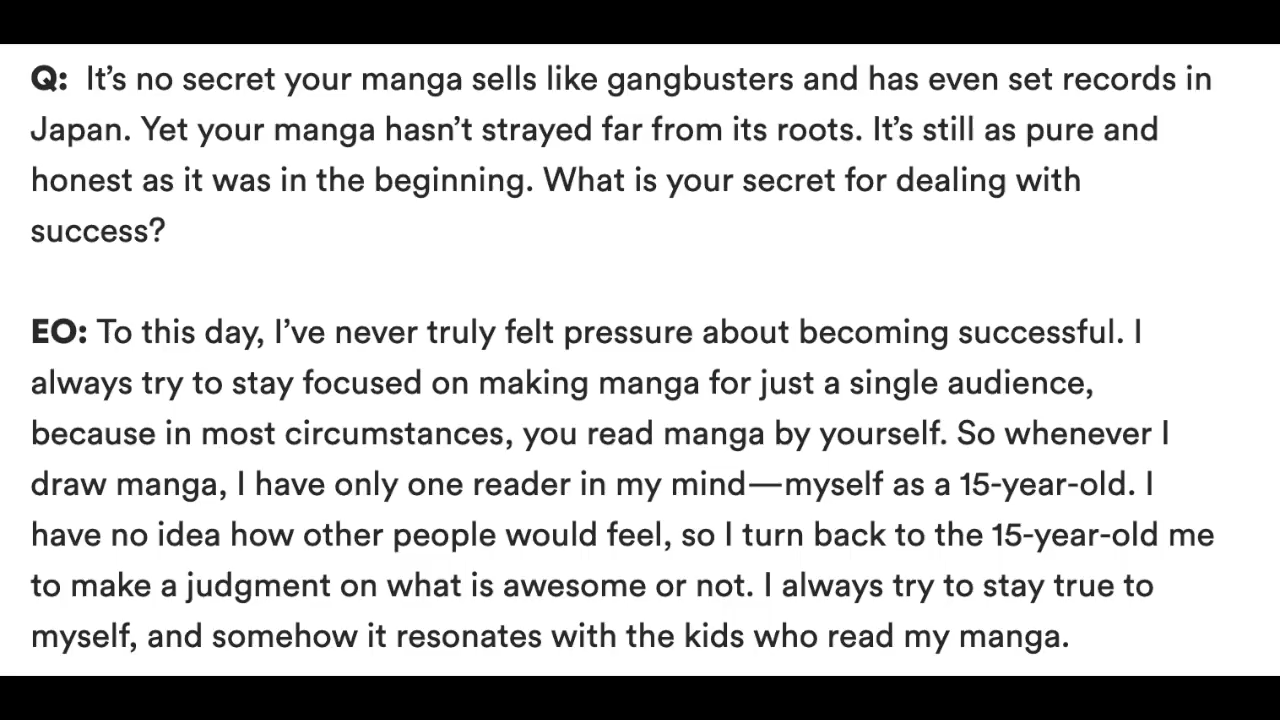 Q: It’s no secret your manga sells like gangbusters and has even set records in
Japan. Yet your manga hasn’t strayed far from its roots. It’s still as pure and
honest as it was in the beginning. What is your secret for dealing with
success?
EO: To this day, I’ve never truly felt pressure about becoming successful. I
always try to stay focused on making manga for just a single audience,
because in most circumstances, you read manga by yourself. So whenever I
draw manga, I have only one reader in my mind—myself as a 15-year-old. I
have no idea how other people would feel, so I turn back to the 15-year-old me
to make a judgment on what is awesome or not. I always try to stay true to
myself, and somehow it resonates with the kids who read my manga.